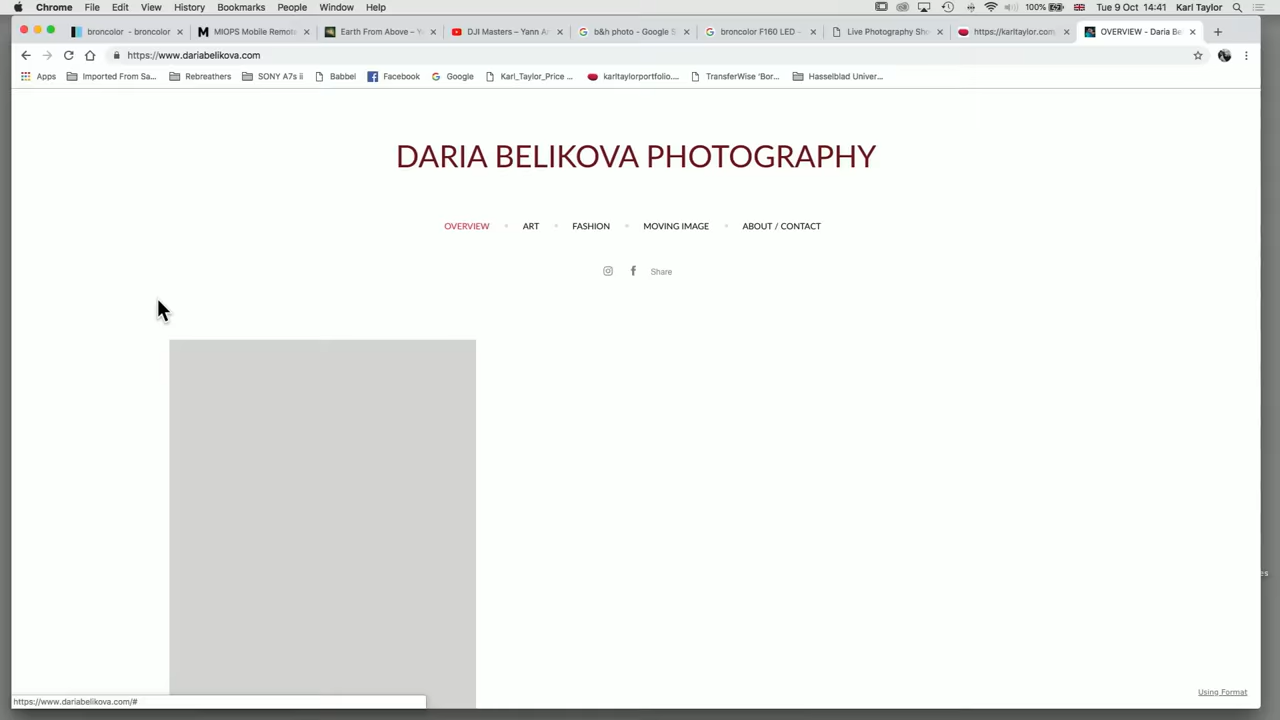 Chrome File Edit View History Bookmarks People Window Help 100% Tue 9 Oct 14:41 Karl Taylor
broncolor - broncolor × MIOPS Mobile Remote × Earth From Above – Y × DJI Masters – Yann A × b&h photo - Google S × broncolor F160 LED - × Live Photography Sho × https://karltaylor.com × OVERVIEW - Daria Be × +
https://www.dariabelikova.com
Apps Imported From Sa... Rebreathers SONY A7s ii Babbel Facebook Google Karl_Taylor_Price ... karltaylorportfolio.... TransferWise 'Bor... Hasselblad Univer...
DARIA BELIKOVA PHOTOGRAPHY
OVERVIEW ART FASHION MOVING IMAGE ABOUT / CONTACT
Share
es
Using Format
https://www.dariabelikova.com/#